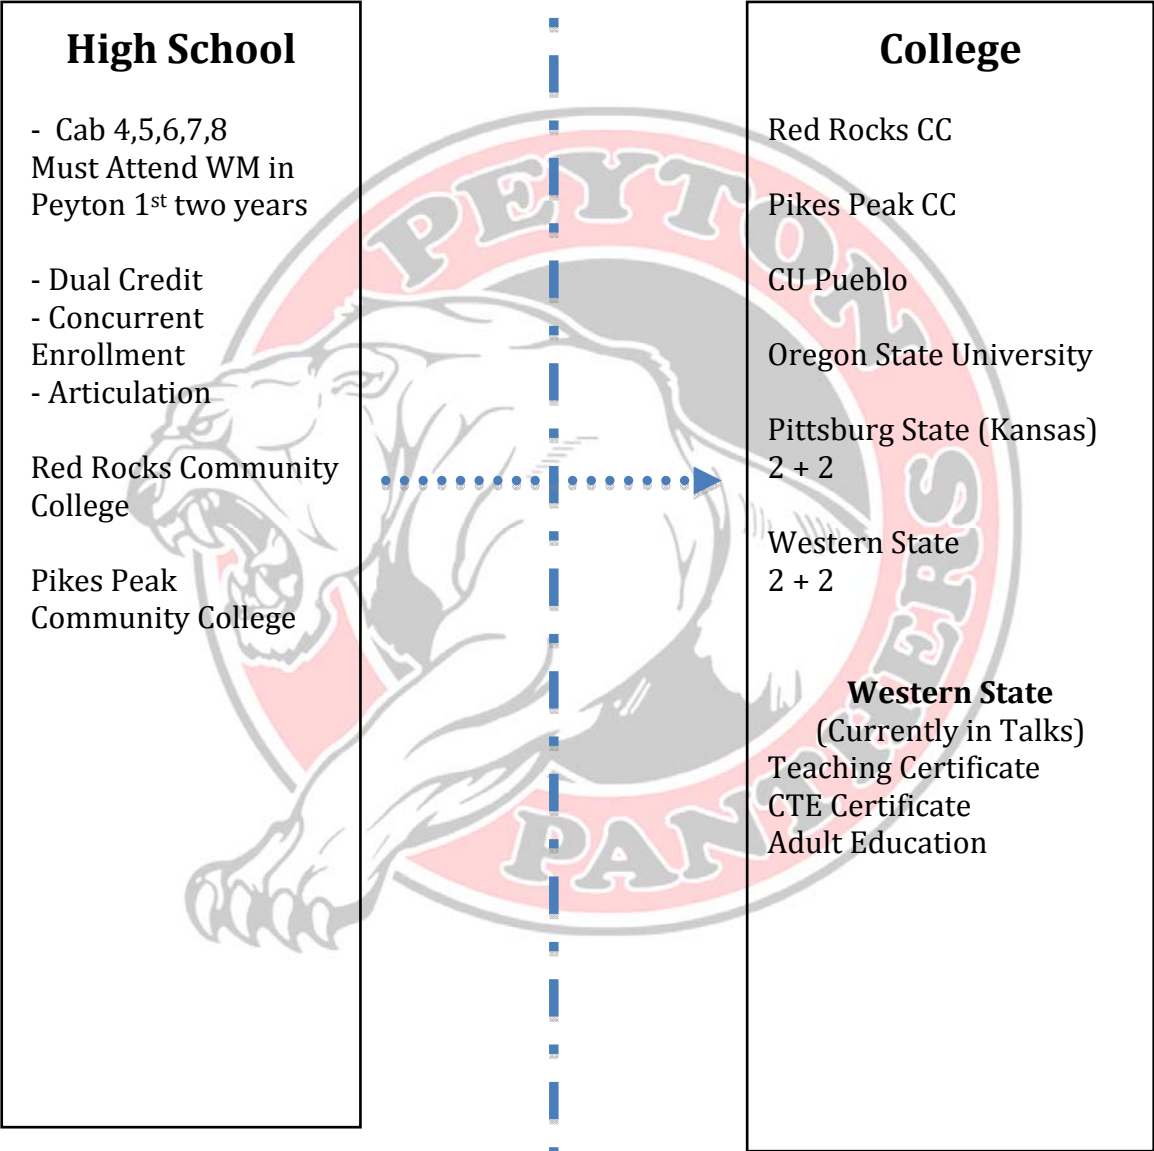 High School
- Cab 4,5,6,7,8
Must Attend WM in
Peyton 1st two years
- Dual Credit
- Concurrent
Enrollment
- Articulation
Red Rocks Community
College
Pikes Peak
Community College
College
Red Rocks CC
Pikes Peak CC
CU Pueblo
Oregon State University
Pittsburg State (Kansas)
2 + 2
Western State
2 + 2
Western State
(Currently in Talks)
Teaching Certificate
CTE Certificate
Adult Education
PEYTON
PANTHERS